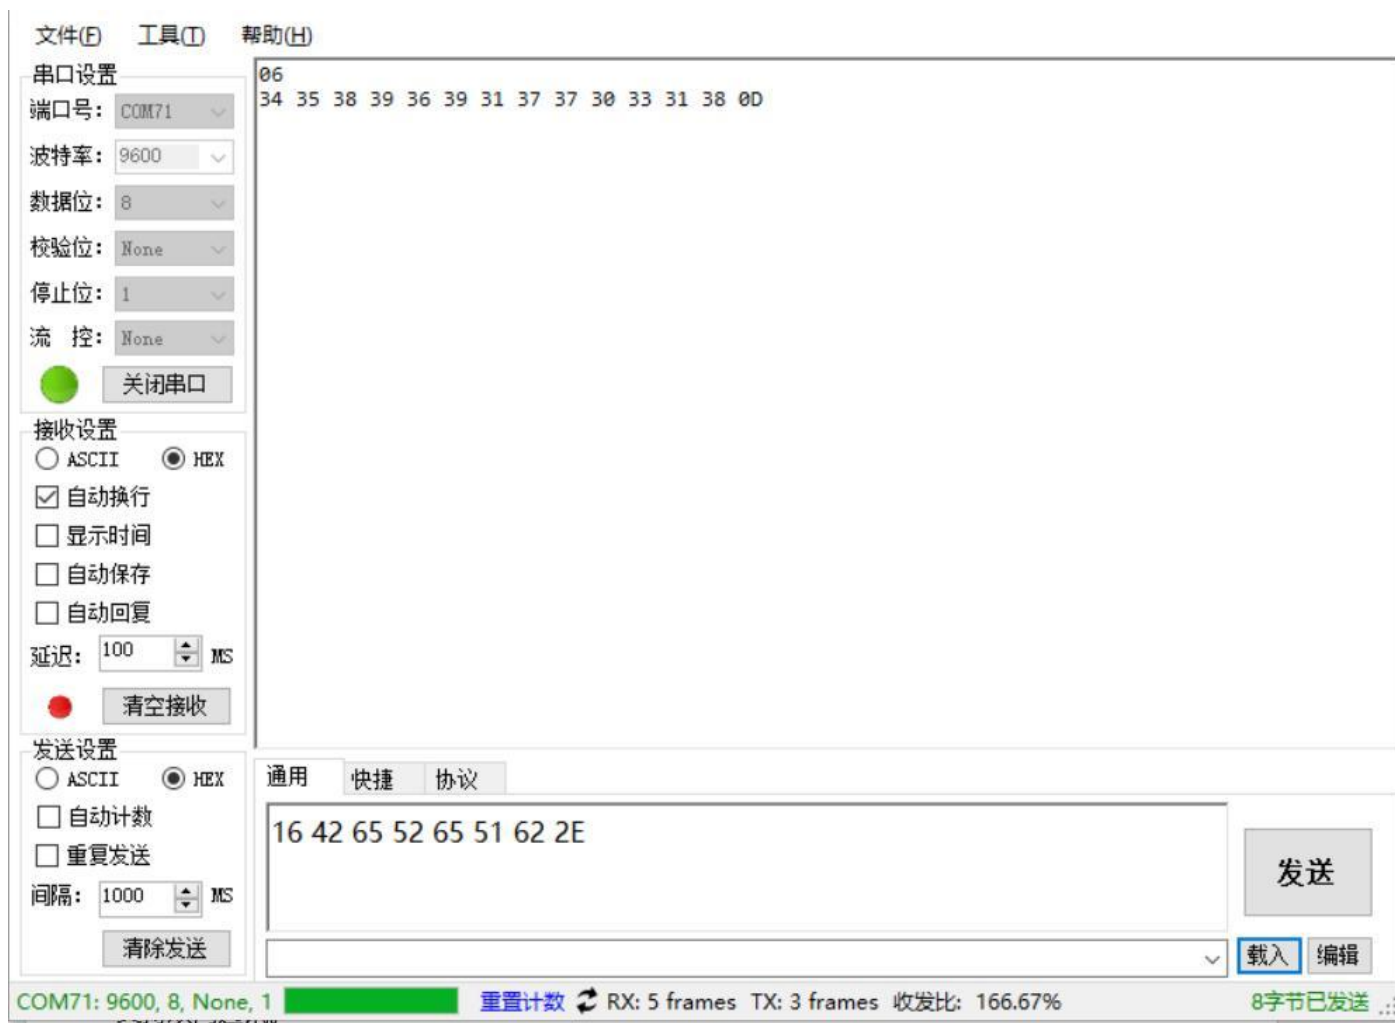 文件(F) 工具(T) 帮助(H)
串口设置
端口号: COM71
波特率: 9600
数据位: 8
校验位: None
停止位: 1
流 控: None
关闭串口
接收设置
ASCII HEX
自动换行
显示时间
自动保存
自动回复
延迟: 100 MS
清空接收
发送设置
ASCII HEX
自动计数
重复发送
间隔: 1000 MS
清除发送
06
34 35 38 39 36 39 31 37 37 30 33 31 38 0D
通用 快捷 协议
16 42 65 52 65 51 62 2E
发送
载入 编辑
COM71: 9600, 8, None, 1 重置计数 RX: 5 frames TX: 3 frames 收发比: 166.67% 8字节已发送